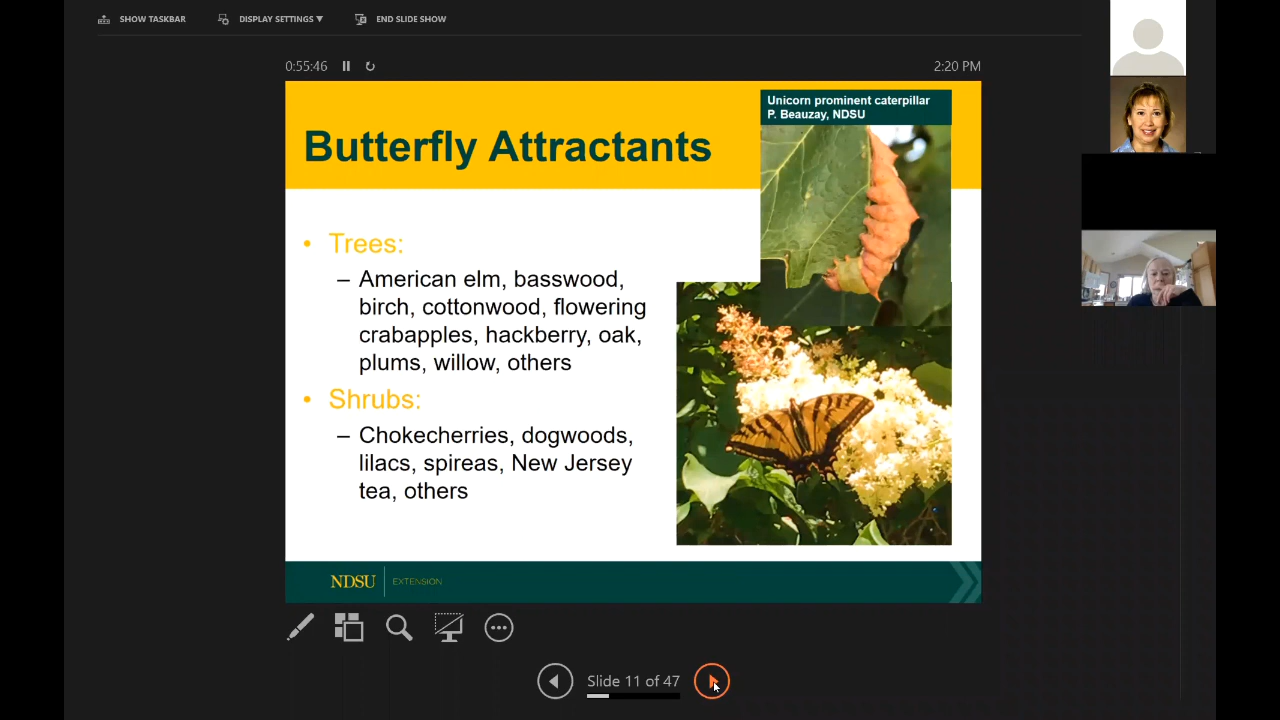 SHOW TASKBAR
DISPLAY SETTINGS ▼
END SLIDE SHOW
0:55:46
2:20 PM
Unicorn prominent caterpillar
P. Beauzay, NDSU
Butterfly Attractants
• Trees:
– American elm, basswood,
birch, cottonwood, flowering
crabapples, hackberry, oak,
plums, willow, others
• Shrubs:
– Chokecherries, dogwoods,
lilacs, spireas, New Jersey
tea, others
NDSU
EXTENSION
Slide 11 of 47